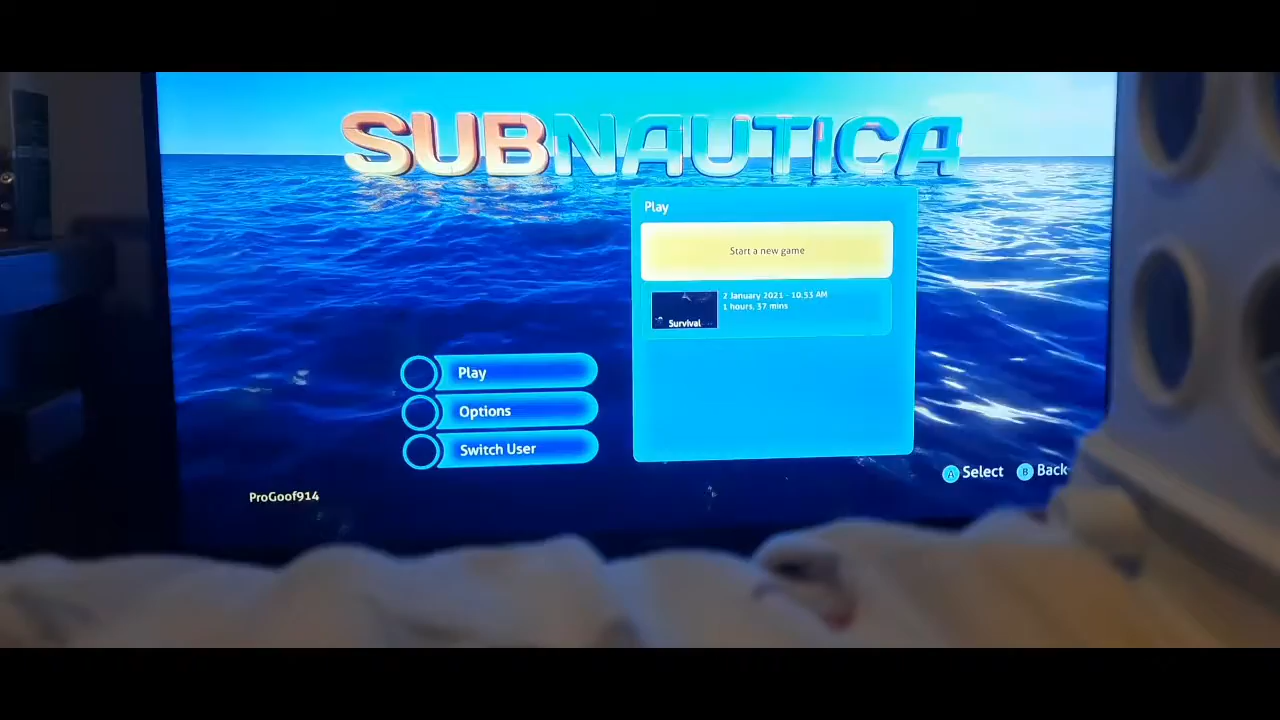 SUBNAUTICA
Play
Start a new game
2 January 2021 - 10.53 AM
1 hours, 37 mins
Survival
Play
Options
Switch User
A Select B Back
ProGoof914